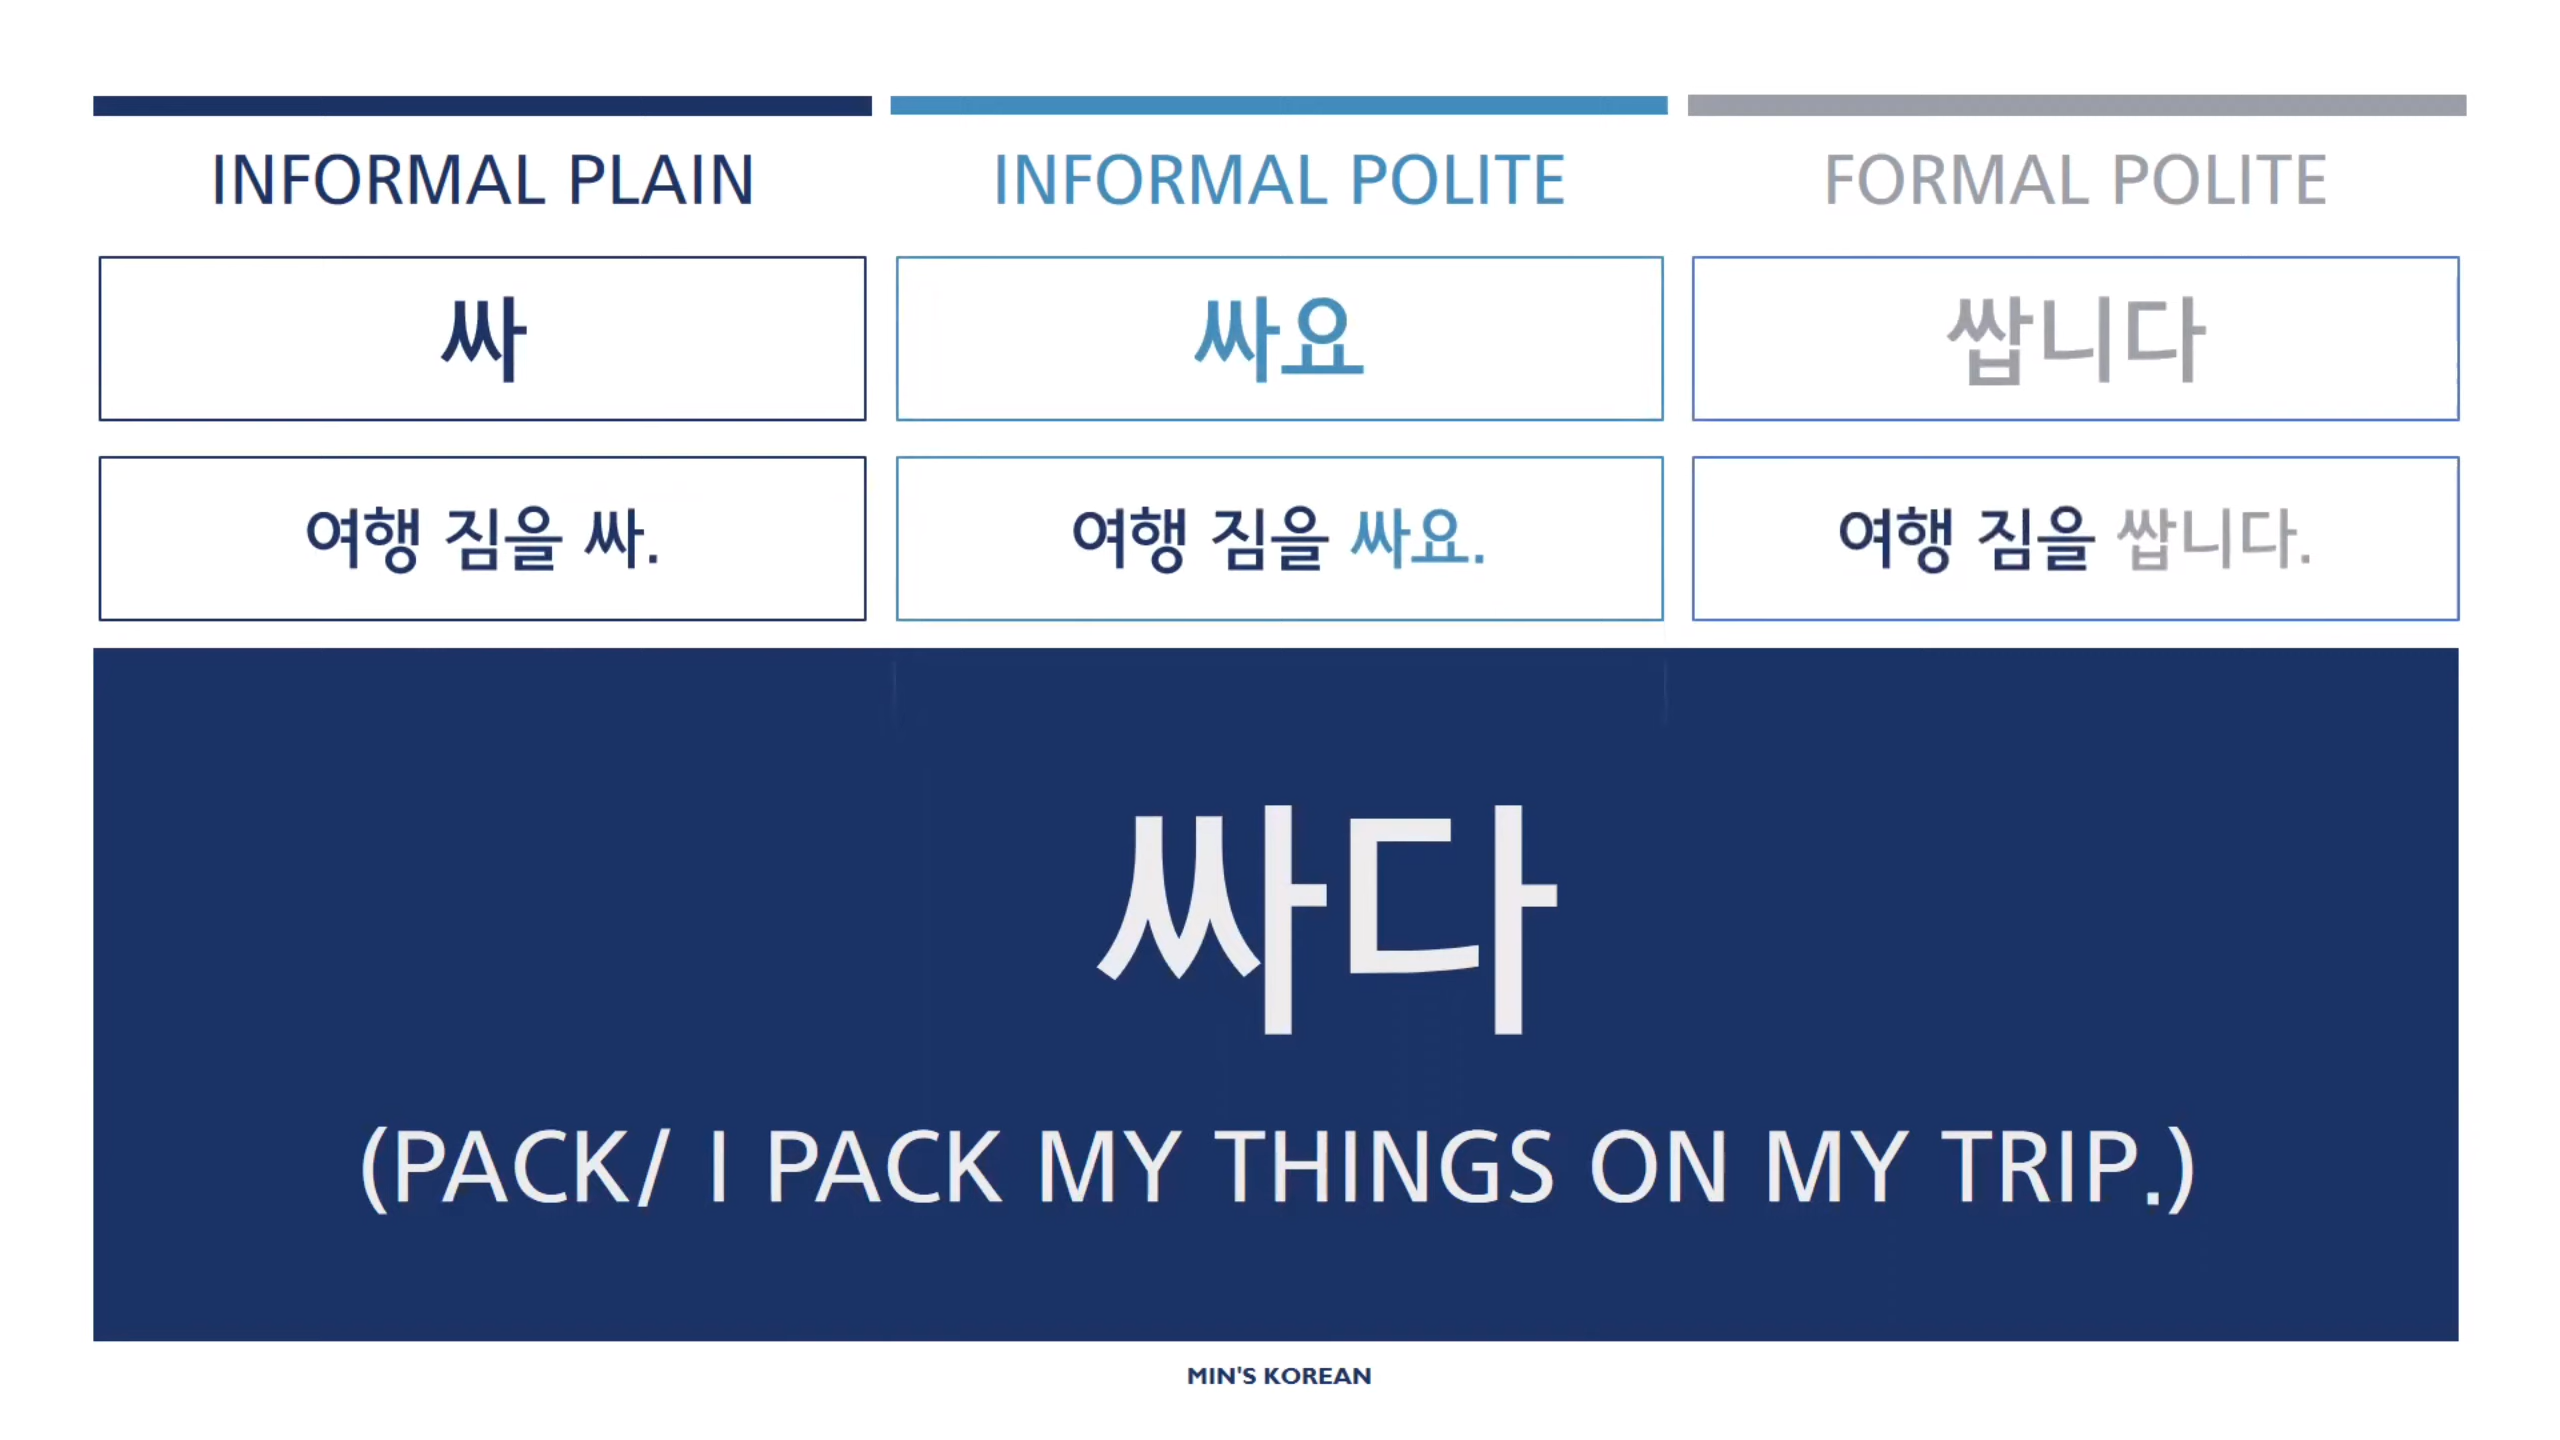 INFORMAL PLAIN
INFORMAL POLITE
FORMAL POLITE
싸
싸요
쌉니다
여행 짐을 싸.
여행 짐을 싸요.
여행 짐을 쌉니다.
싸다
(PACK/ I PACK MY THINGS ON MY TRIP.)
MIN'S KOREAN